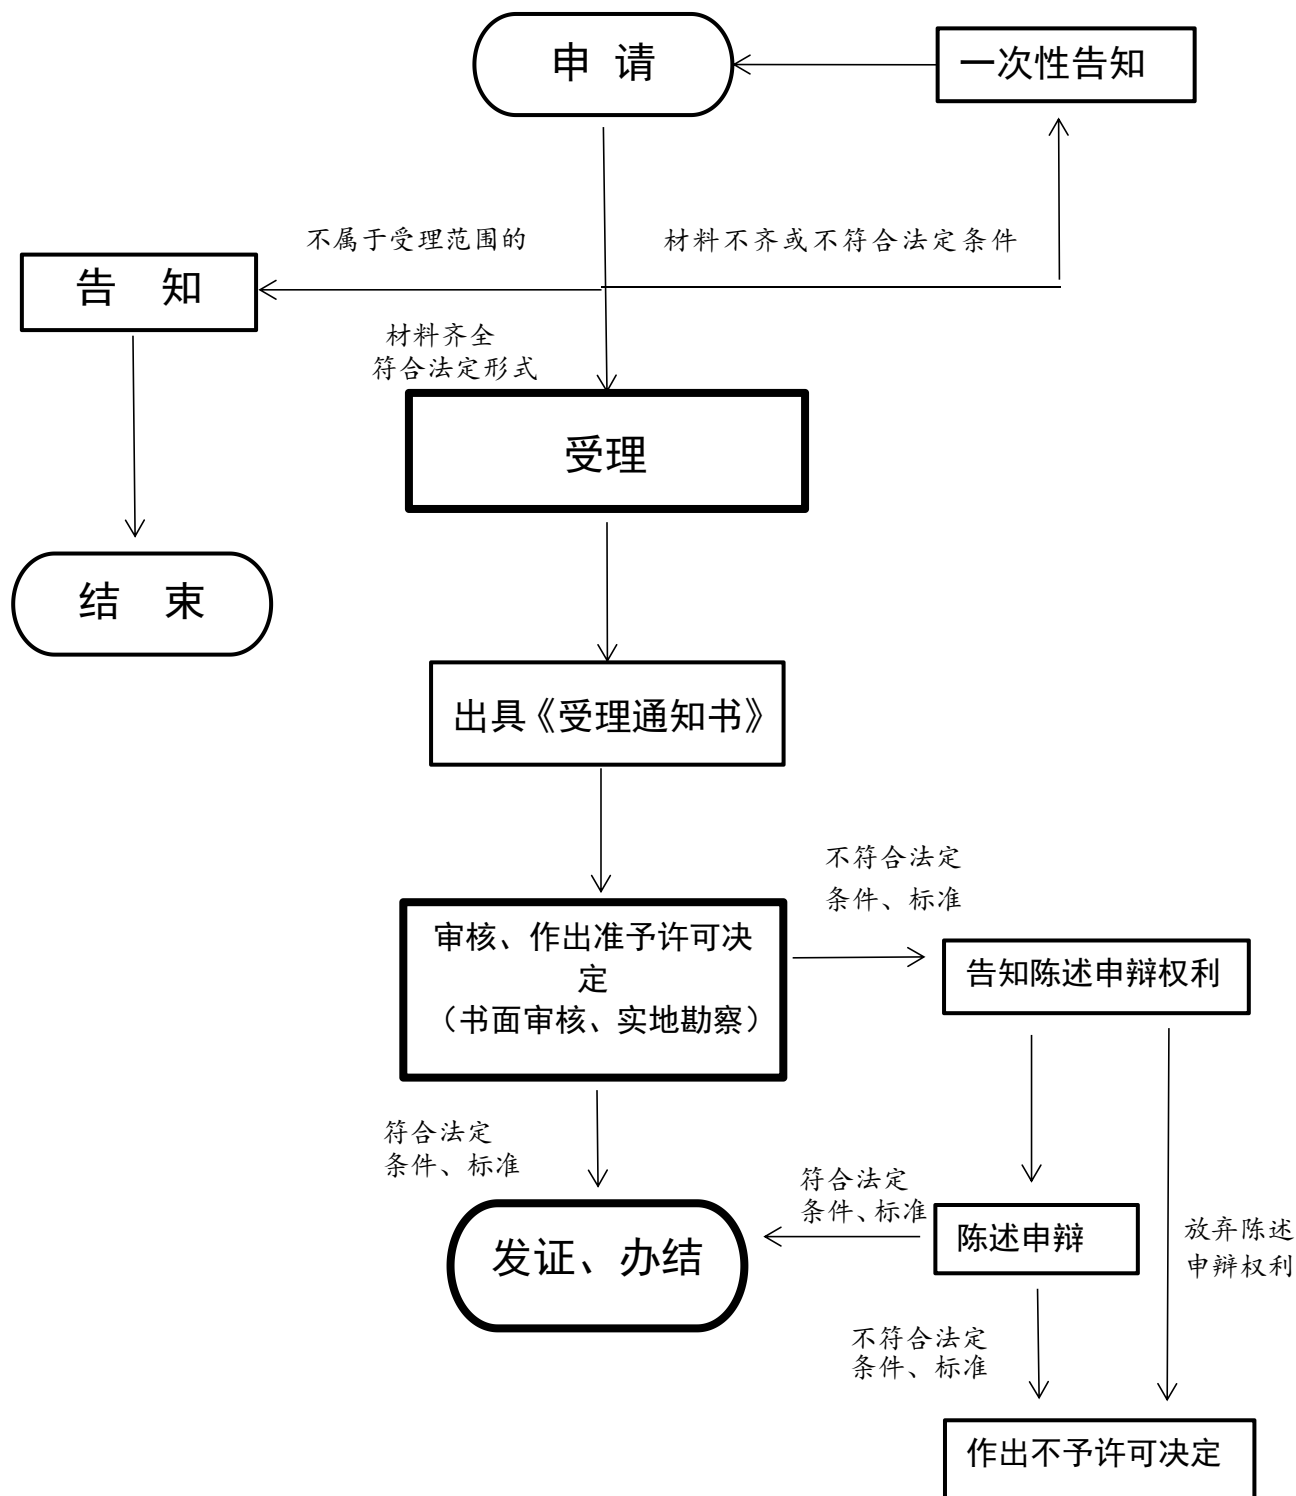 申 请
一次性告知
不属于受理范围的
材料不齐或不符合法定条件
告 知
材料齐全
符合法定形式
受理
结 束
出具《受理通知书》
不符合法定
条件、标准
审核、作出准予许可决
定
（书面审核、实地勘察）
告知陈述申辩权利
符合法定
条件、标准
符合法定
条件、标准
发证、办结
陈述申辩
放弃陈述
申辩权利
不符合法定
条件、标准
作出不予许可决定